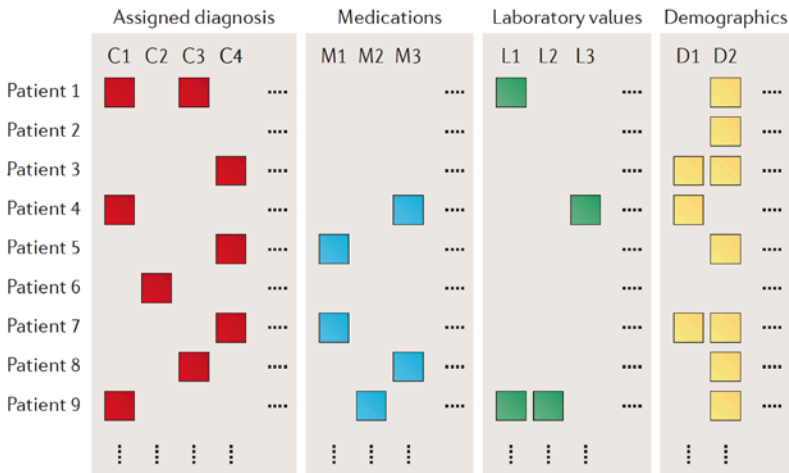 Assigned diagnosis Medications Laboratory values Demographics
C1 C2 C3 C4 M1 M2 M3 L1 L2 L3 D1 D2
Patient 1
Patient 2
Patient 3
Patient 4
Patient 5
Patient 6
Patient 7
Patient 8
Patient 9